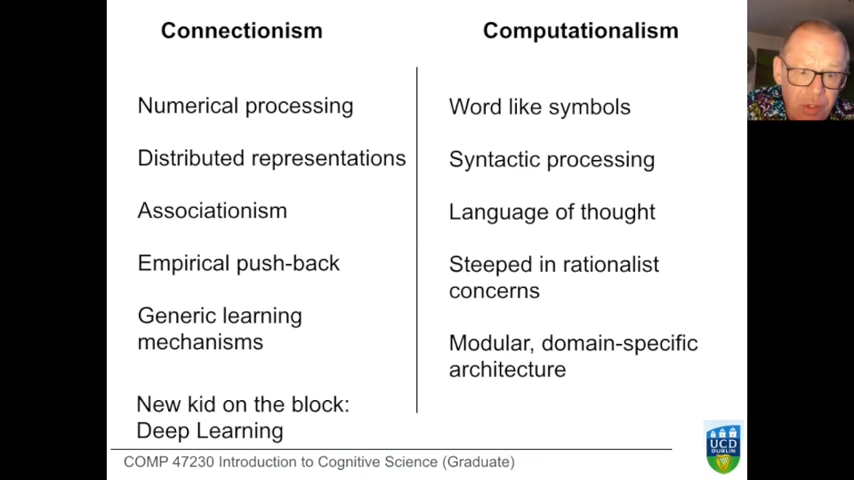 Connectionism
Numerical processing
Distributed representations
Associationism
Empirical push-back
Generic learning
mechanisms
New kid on the block:
Deep Learning
Computationalism
Word like symbols
Syntactic processing
Language of thought
Steeped in rationalist
concerns
Modular, domain-specific
architecture
COMP 47230 Introduction to Cognitive Science (Graduate)
UCD
DUBLIN